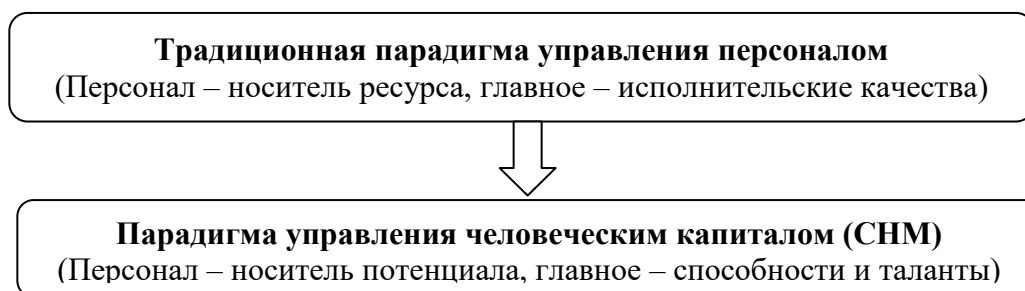 Традиционная парадигма управления персоналом
(Персонал – носитель ресурса, главное – исполнительские качества)
Парадигма управления человеческим капиталом (СНМ)
(Персонал – носитель потенциала, главное – способности и таланты)